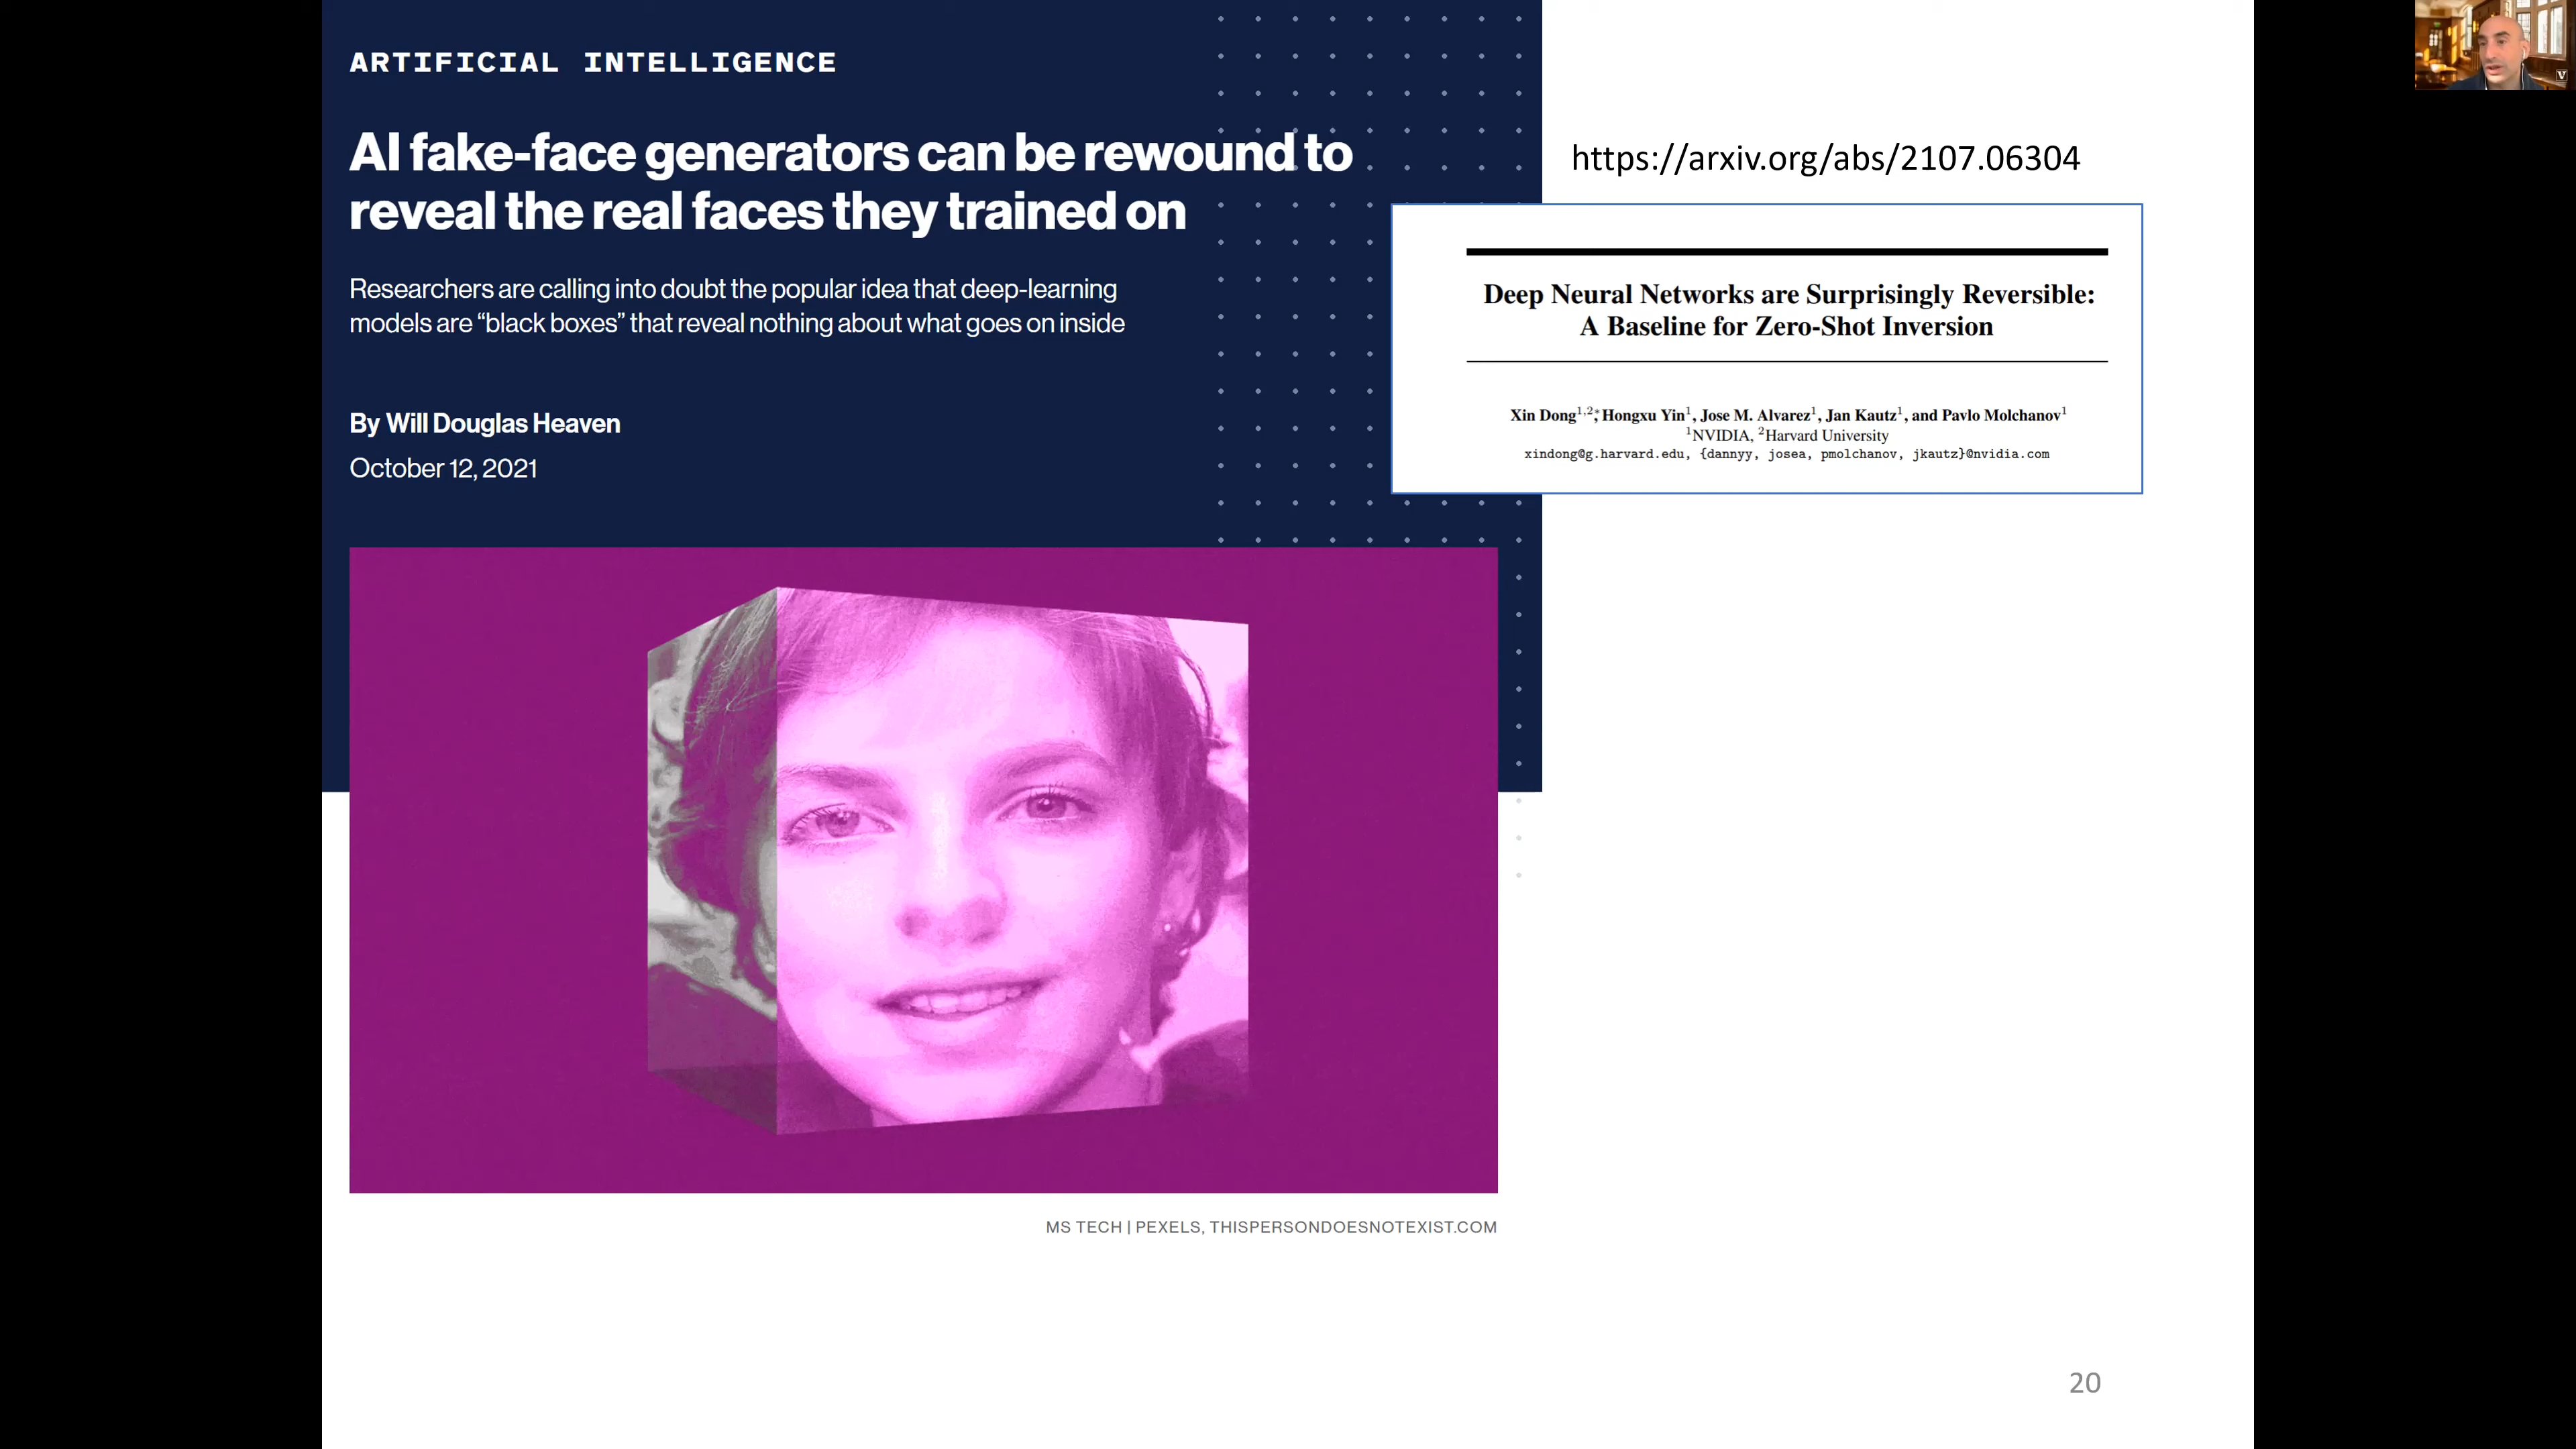 ARTIFICIAL INTELLIGENCE
AI fake-face generators can be rewound to
reveal the real faces they trained on
Researchers are calling into doubt the popular idea that deep-learning
models are “black boxes” that reveal nothing about what goes on inside
By Will Douglas Heaven
October 12, 2021
MS TECH | PEXELS, THISPERSONDOESNOTEXIST.COM
https://arxiv.org/abs/2107.06304
Deep Neural Networks are Surprisingly Reversible:
A Baseline for Zero-Shot Inversion
Xin Dong1,2*, Hongxu Yin1, Jose M. Alvarez1, Jan Kautz1, and Pavlo Molchanov1
1NVIDIA, 2Harvard University
xindong@g.harvard.edu, {dannyy, josea, pmolchanov, jkautz}@nvidia.com
20
V